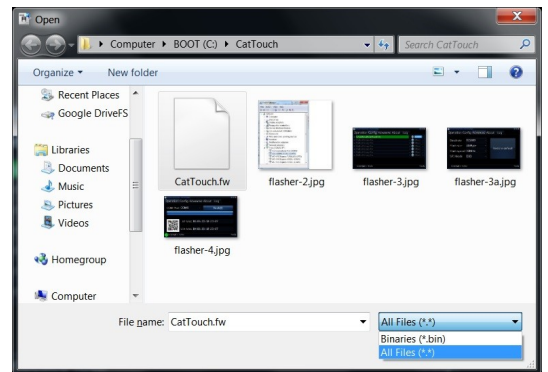 Open
Computer ▸ BOOT (C:) ▸ CatTouch
Search CatTouch
Organize ▾ New folder
Recent Places
Google DriveFS
Libraries
Documents
Music
Pictures
Videos
Homegroup
Computer
CatTouch.fw
flasher-2.jpg
flasher-3.jpg
flasher-3a.jpg
flasher-4.jpg
File name: CatTouch.fw
All Files (*.*)
Binaries (*.bin)
All Files (*.*)